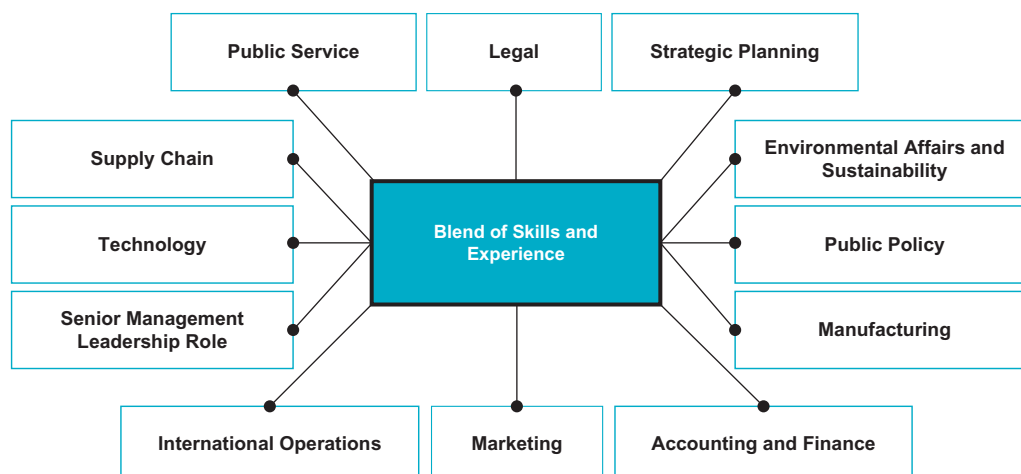 Public Service
Legal
Strategic Planning
Supply Chain
Environmental Affairs and
Sustainability
Technology
Blend of Skills and
Experience
Public Policy
Senior Management
Leadership Role
Manufacturing
International Operations
Marketing
Accounting and Finance